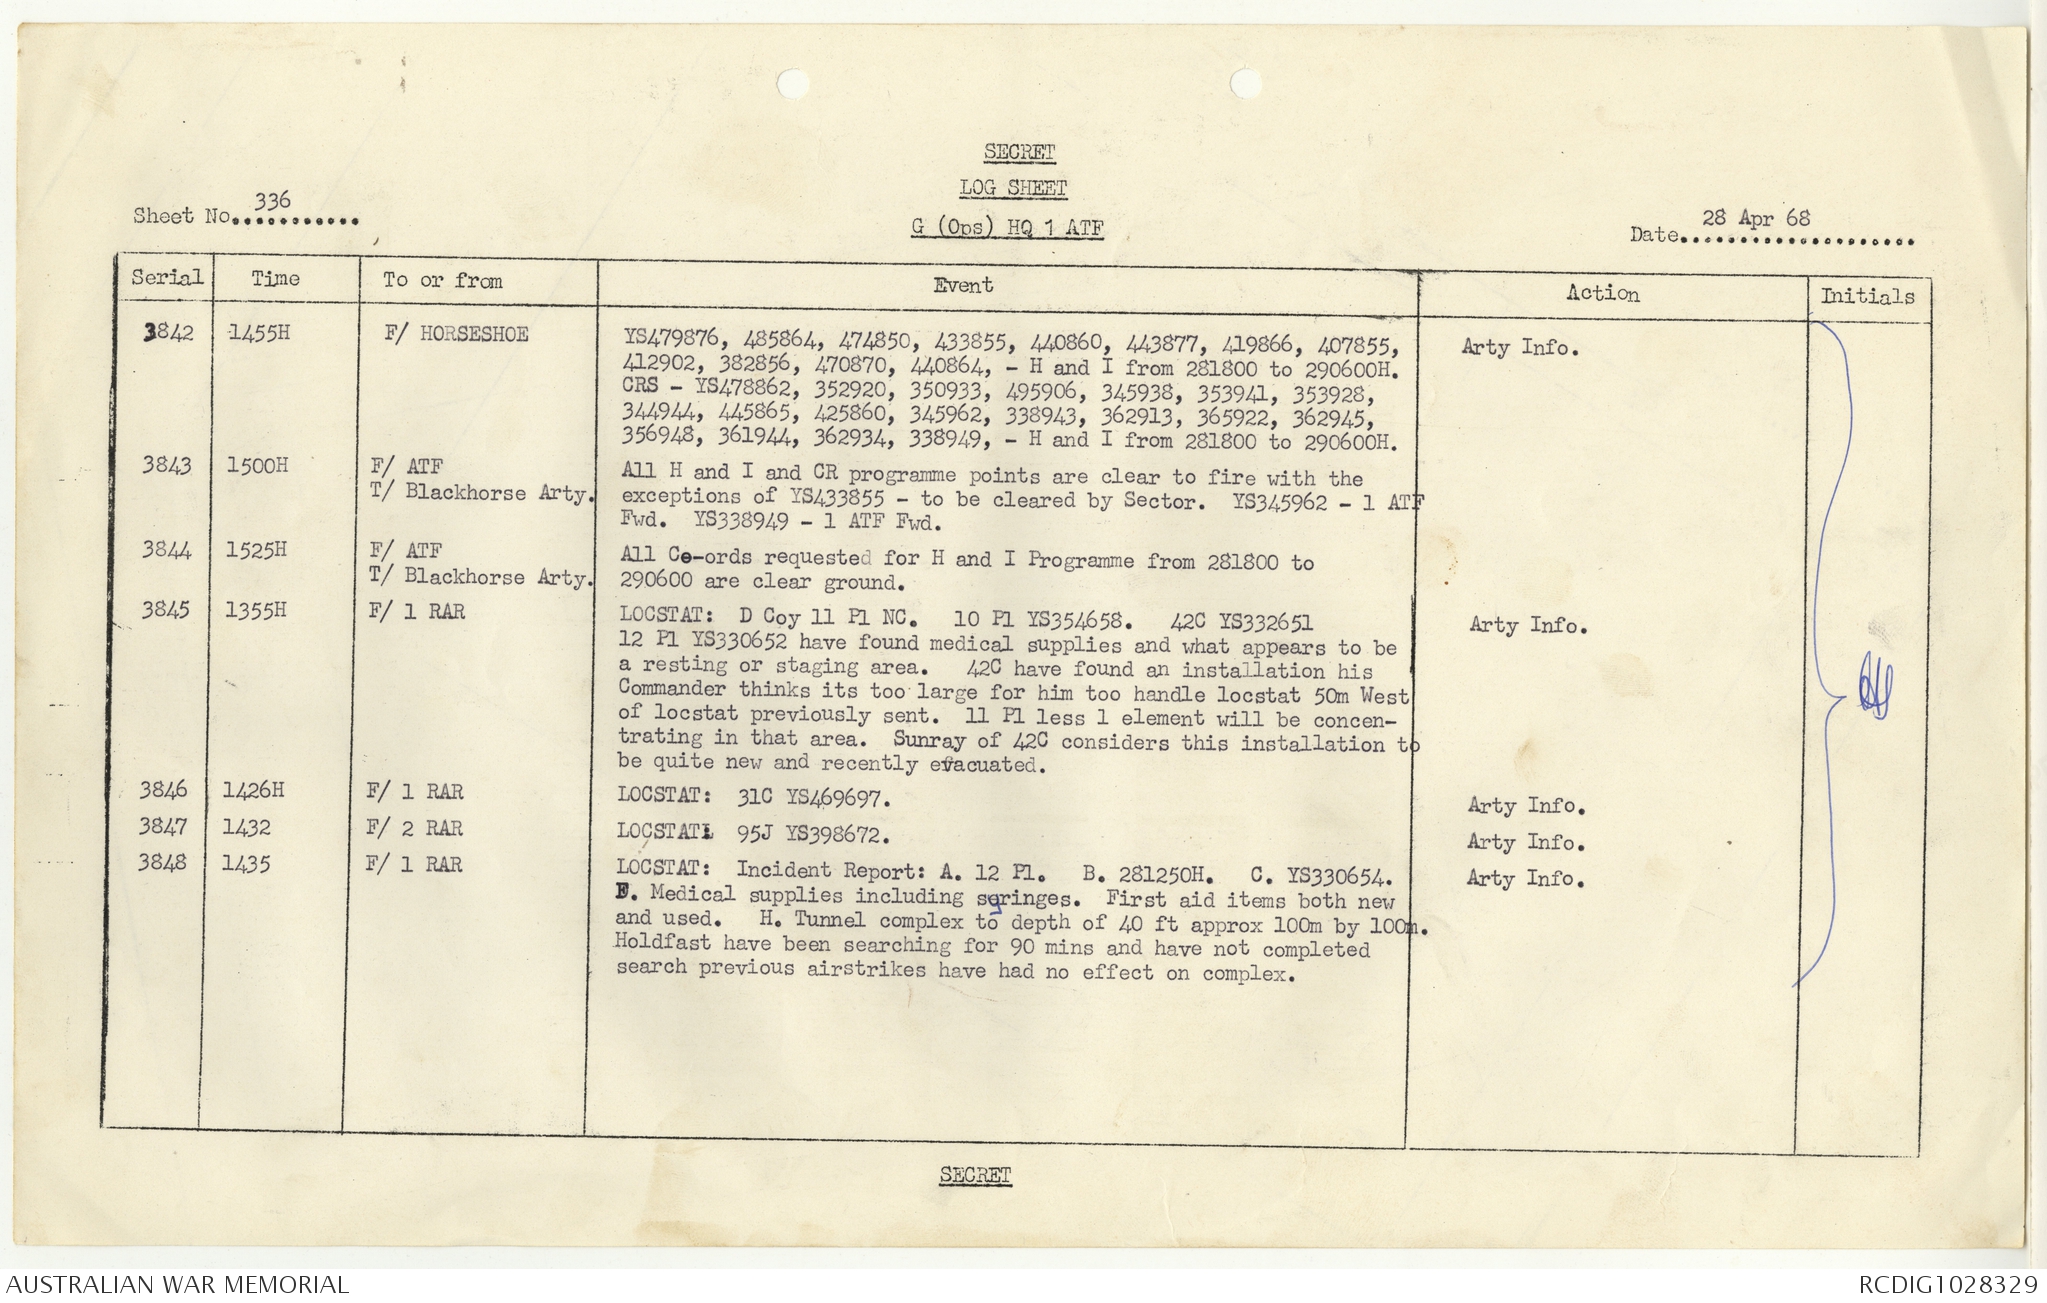 SECRET
LOG SHEET
Sheet No. 336
G (Ops) HQ 1 ATF
Date 28 Apr 68
Serial Time To or from Event Action Initials
3842 1455H F/ HORSESHOE YS479876, 485864, 474850, 433855, 440860, 443877, 419866, 407855, Arty Info.
412902, 382856, 470870, 440864, - H and I from 281800 to 290600H.
CRS - YS478862, 352920, 350933, 495906, 345938, 353941, 353928,
344944, 445865, 425860, 345962, 338943, 362913, 365922, 362945,
356948, 361944, 362934, 338949, - H and I from 281800 to 290600H.
3843 1500H F/ ATF All H and I and CR programme points are clear to fire with the
T/ Blackhorse Arty. exceptions of YS433855 - to be cleared by Sector. YS345962 - 1 ATF
Fwd. YS338949 - 1 ATF Fwd.
3844 1525H F/ ATF All Co-ords requested for H and I Programme from 281800 to
T/ Blackhorse Arty. 290600 are clear ground.
3845 1355H F/ 1 RAR LOCSTAT: D Coy 11 Pl NC. 10 Pl YS354658. 42C YS332651 Arty Info.
12 Pl YS330652 have found medical supplies and what appears to be
a resting or staging area. 42C have found an installation his
Commander thinks its too large for him too handle locstat 50m West
of locstat previously sent. 11 Pl less 1 element will be concen-
trating in that area. Sunray of 42C considers this installation to
be quite new and recently evacuated.
3846 1426H F/ 1 RAR LOCSTAT: 31C YS469697. Arty Info.
3847 1432 F/ 2 RAR LOCSTAT: 95J YS398672. Arty Info.
3848 1435 F/ 1 RAR LOCSTAT: Incident Report: A. 12 Pl. B. 281250H. C. YS330654. Arty Info.
F. Medical supplies including syringes. First aid items both new
and used. H. Tunnel complex to depth of 40 ft approx 100m by 100m.
Holdfast have been searching for 90 mins and have not completed
search previous airstrikes have had no effect on complex.
SECRET
AUSTRALIAN WAR MEMORIAL
RCDIG1028329